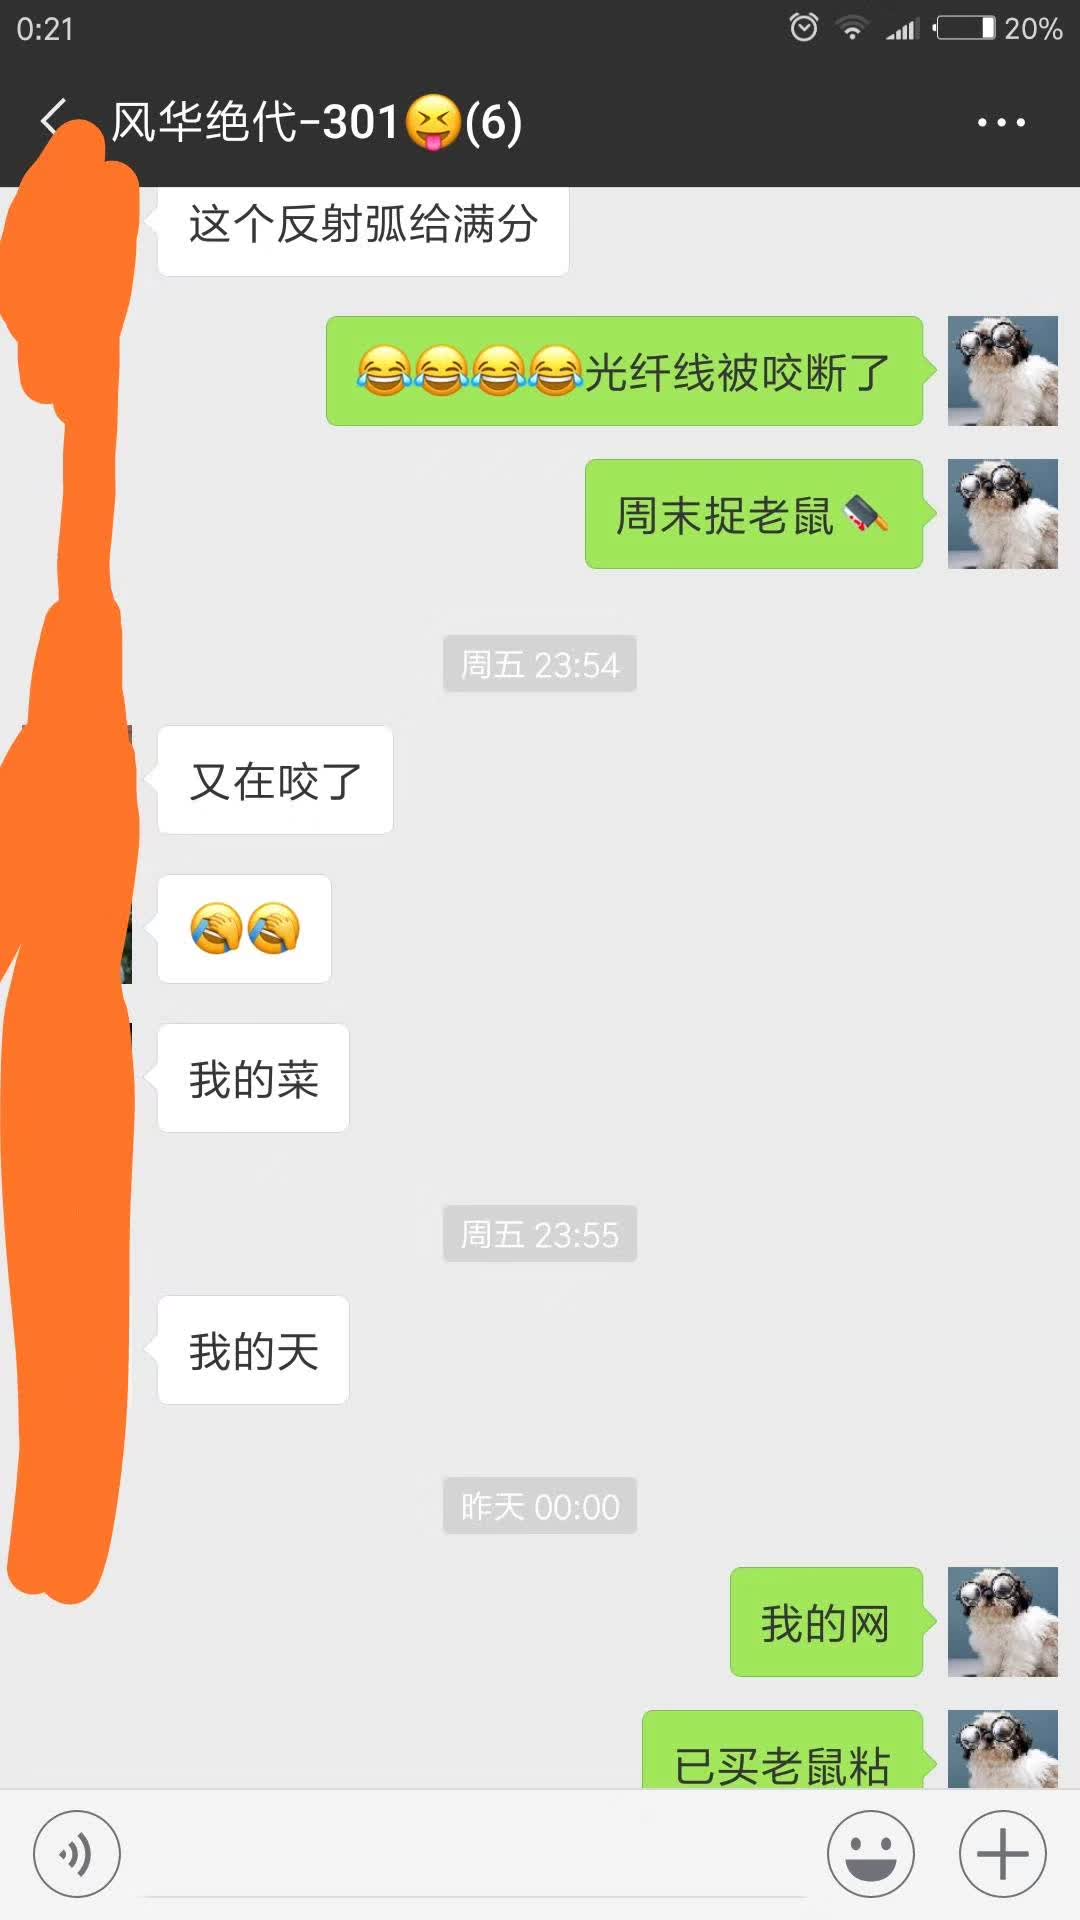 0:21
20%
风华绝代-301😝(6)
这个反射弧给满分
😂😂😂😂光纤线被咬断了
周末捉老鼠
周五 23:54
又在咬了
我的菜
周五 23:55
我的天
昨天 00:00
我的网
已买老鼠粘